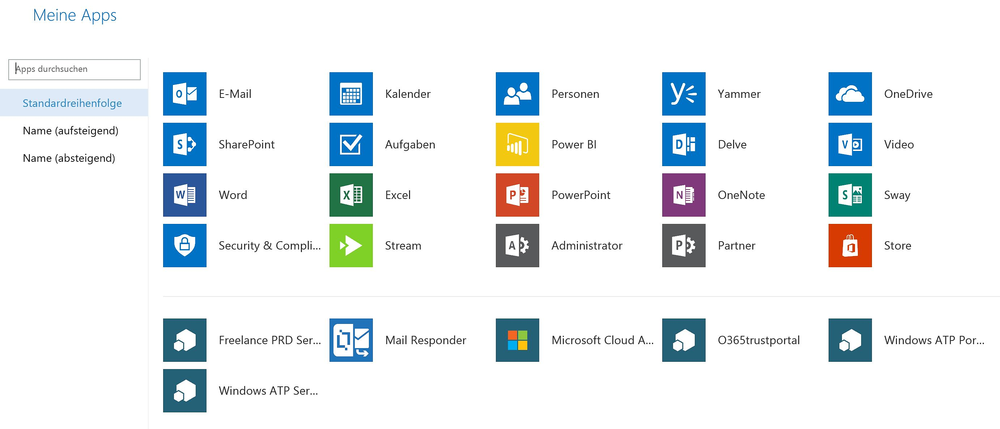 Meine Apps
Apps durchsuchen
Standardreihenfolge
Name (aufsteigend)
Name (absteigend)
E-Mail
Kalender
Personen
Yammer
OneDrive
SharePoint
Aufgaben
Power BI
Delve
Video
Word
Excel
PowerPoint
OneNote
Sway
Security & Compli...
Stream
Administrator
Partner
Store
Freelance PRD Ser...
Mail Responder
Microsoft Cloud A...
O365trustportal
Windows ATP Por...
Windows ATP Ser...